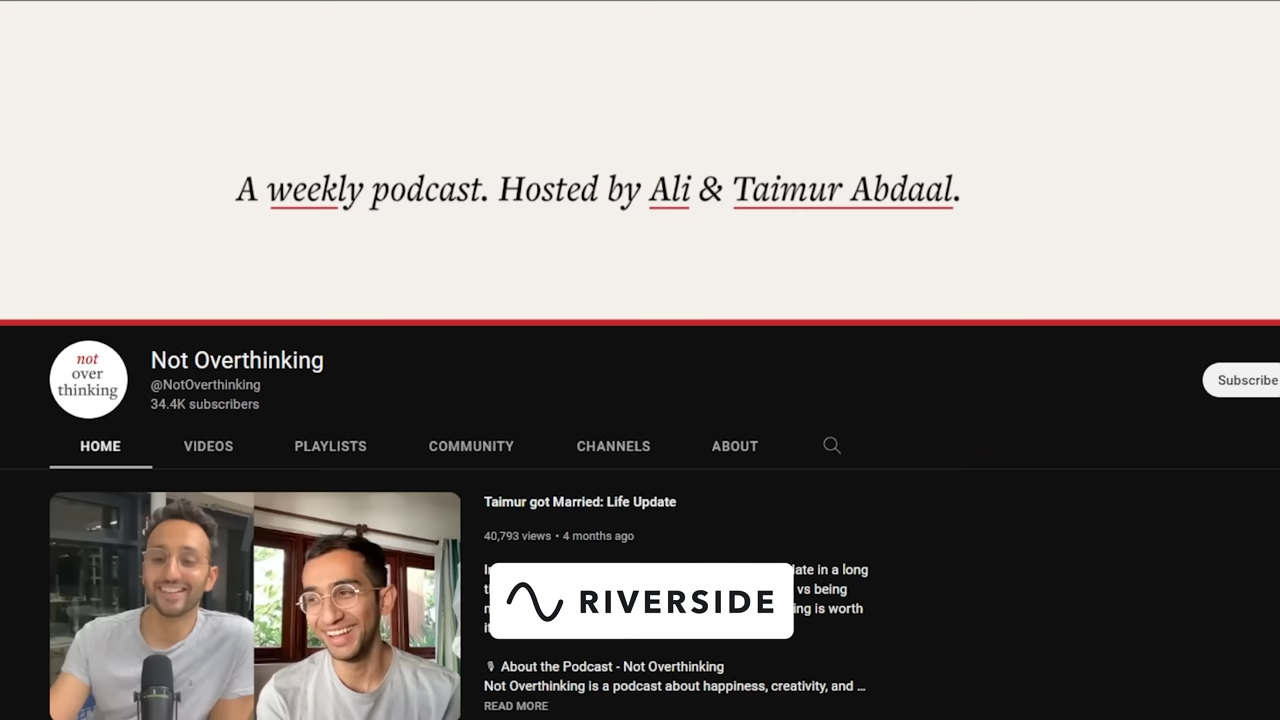 A weekly podcast. Hosted by Ali & Taimur Abdaal.
not
over
thinking
Not Overthinking
@NotOverthinking
34.4K subscribers
Subscribe
HOME
VIDEOS
PLAYLISTS
COMMUNITY
CHANNELS
ABOUT
Taimur got Married: Life Update
40,793 views • 4 months ago
in a long
vs being
is worth
RIVERSIDE
About the Podcast - Not Overthinking
Not Overthinking is a podcast about happiness, creativity, and ...
READ MORE